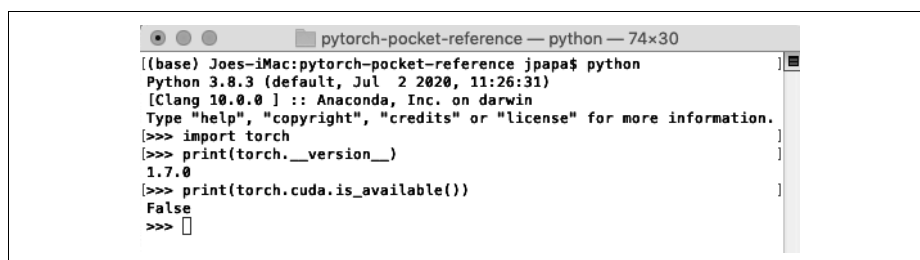 pytorch-pocket-reference — python — 74×30
[(base) Joes-iMac:pytorch-pocket-reference jpapa$ python ]
Python 3.8.3 (default, Jul  2 2020, 11:26:31)
[Clang 10.0.0 ] :: Anaconda, Inc. on darwin
Type "help", "copyright", "credits" or "license" for more information.
[>>> import torch ]
[>>> print(torch.__version__) ]
1.7.0
[>>> print(torch.cuda.is_available()) ]
False
>>>